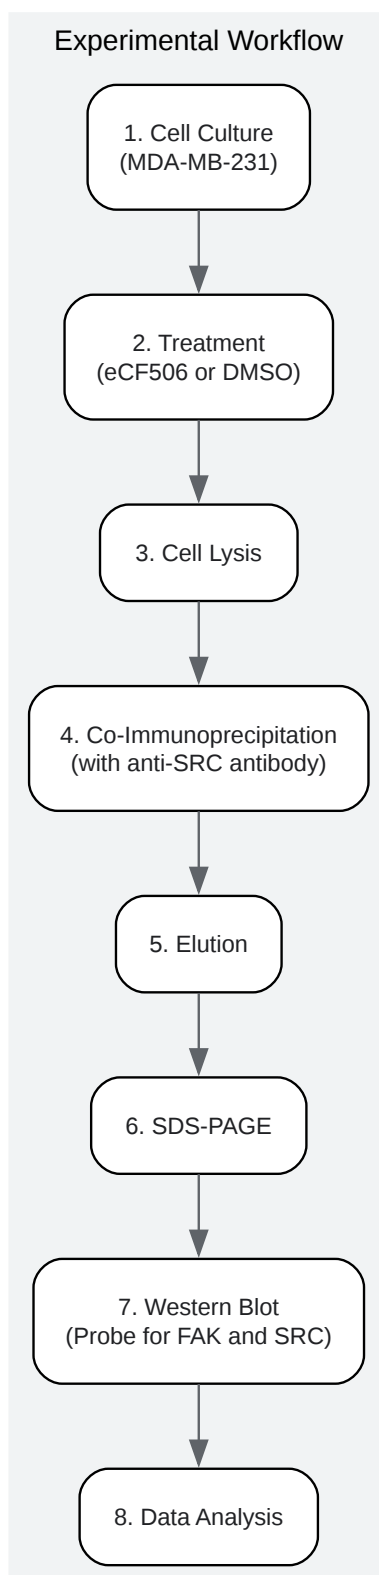 Experimental Workflow
1. Cell Culture
(MDA-MB-231)
2. Treatment
(eCF506 or DMSO)
3. Cell Lysis
4. Co-Immunoprecipitation
(with anti-SRC antibody)
5. Elution
6. SDS-PAGE
7. Western Blot
(Probe for FAK and SRC)
8. Data Analysis